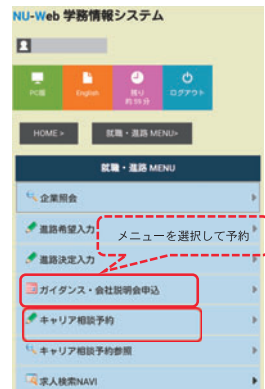 NU-Web 学務情報システム
PC版 English 残り 約59分 ログアウト
HOME > 就職・進路 MENU>
就職・進路 MENU
企業照会
進路希望入力
メニューを選択して予約
進路決定入力
ガイダンス・会社説明会申込
キャリア相談予約
キャリア相談予約参照
求人検索NAVI